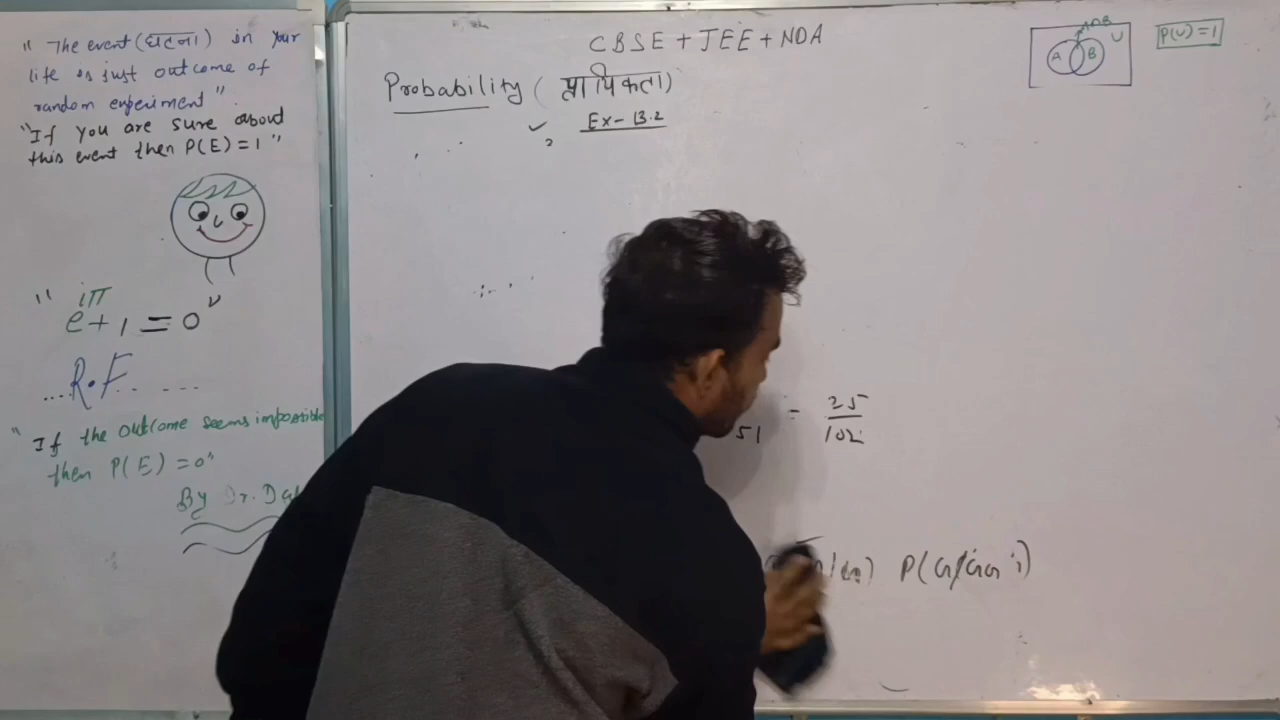 " The event (घटना) in your
life is just outcome of
random experiment"
"If you are sure about
this event then P(E) = 1 "
" e^iπ + 1 = 0 "
...R.F.......
"If the outcome seems impossible
then P(E) = 0"
By Dr.
CBSE + JEE + NDA
Probability (प्रायिकता)
Ex- 13.2
A B U
A∩B
P(U) = 1
51 = 25/102